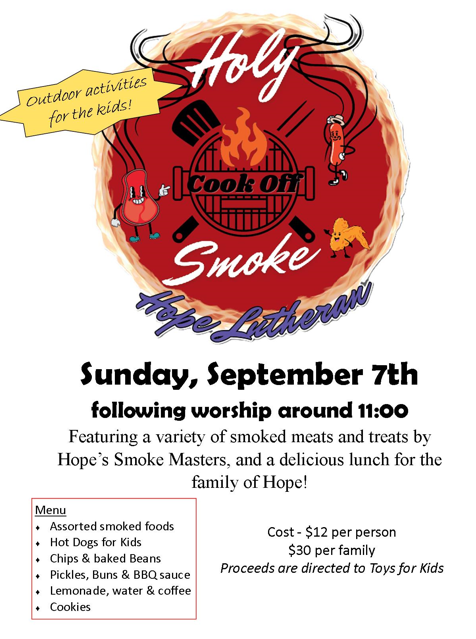 Holy
Outdoor activities
for the kids!
Cook Off
Smoke
Hope Lutheran
Sunday, September 7th
following worship around 11:00
Featuring a variety of smoked meats and treats by
Hope's Smoke Masters, and a delicious lunch for the
family of Hope!
Menu
♦ Assorted smoked foods
♦ Hot Dogs for Kids
♦ Chips & baked Beans
♦ Pickles, Buns & BBQ sauce
♦ Lemonade, water & coffee
♦ Cookies
Cost - $12 per person
$30 per family
Proceeds are directed to Toys for Kids